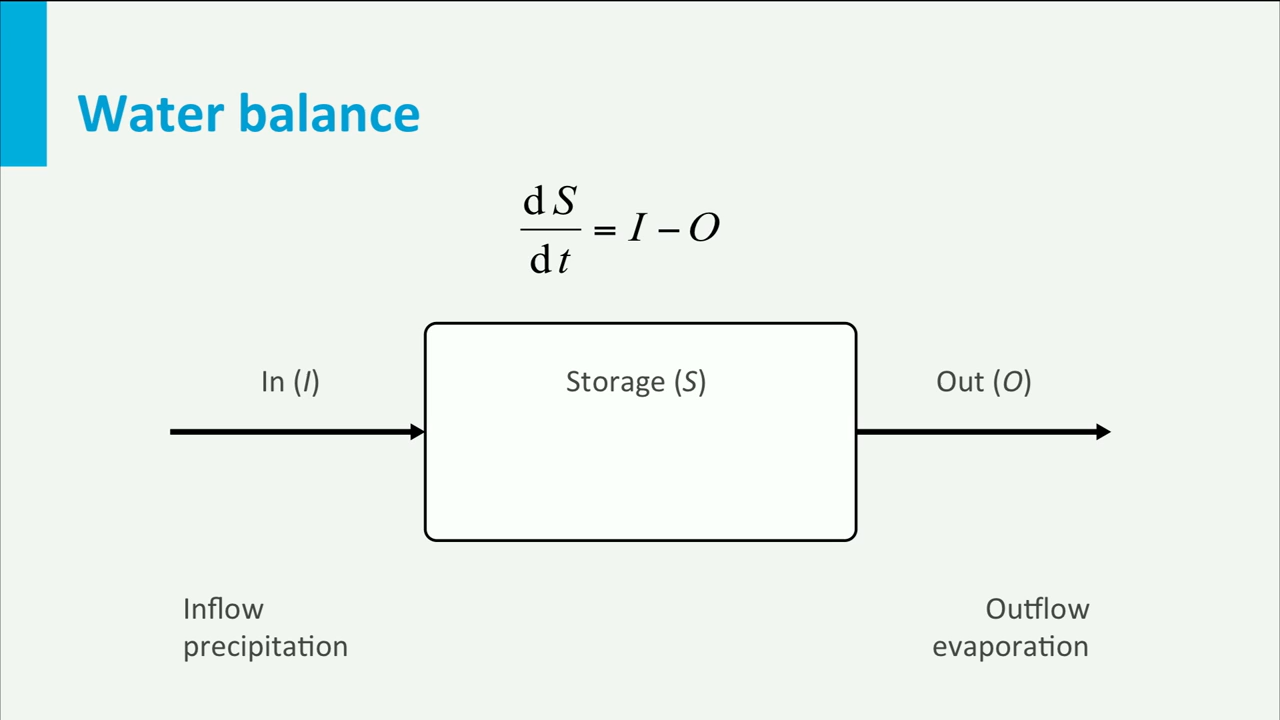 Water balance
dS/dt = I − O
In (I)
Storage (S)
Out (O)
Inflow
precipitation
Outflow
evaporation